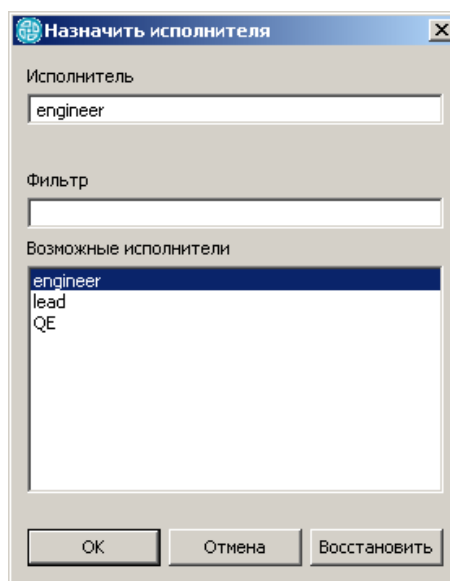 Назначить исполнителя
Исполнитель
engineer
Фильтр
Возможные исполнители
engineer
lead
QE
OK
Отмена
Восстановить